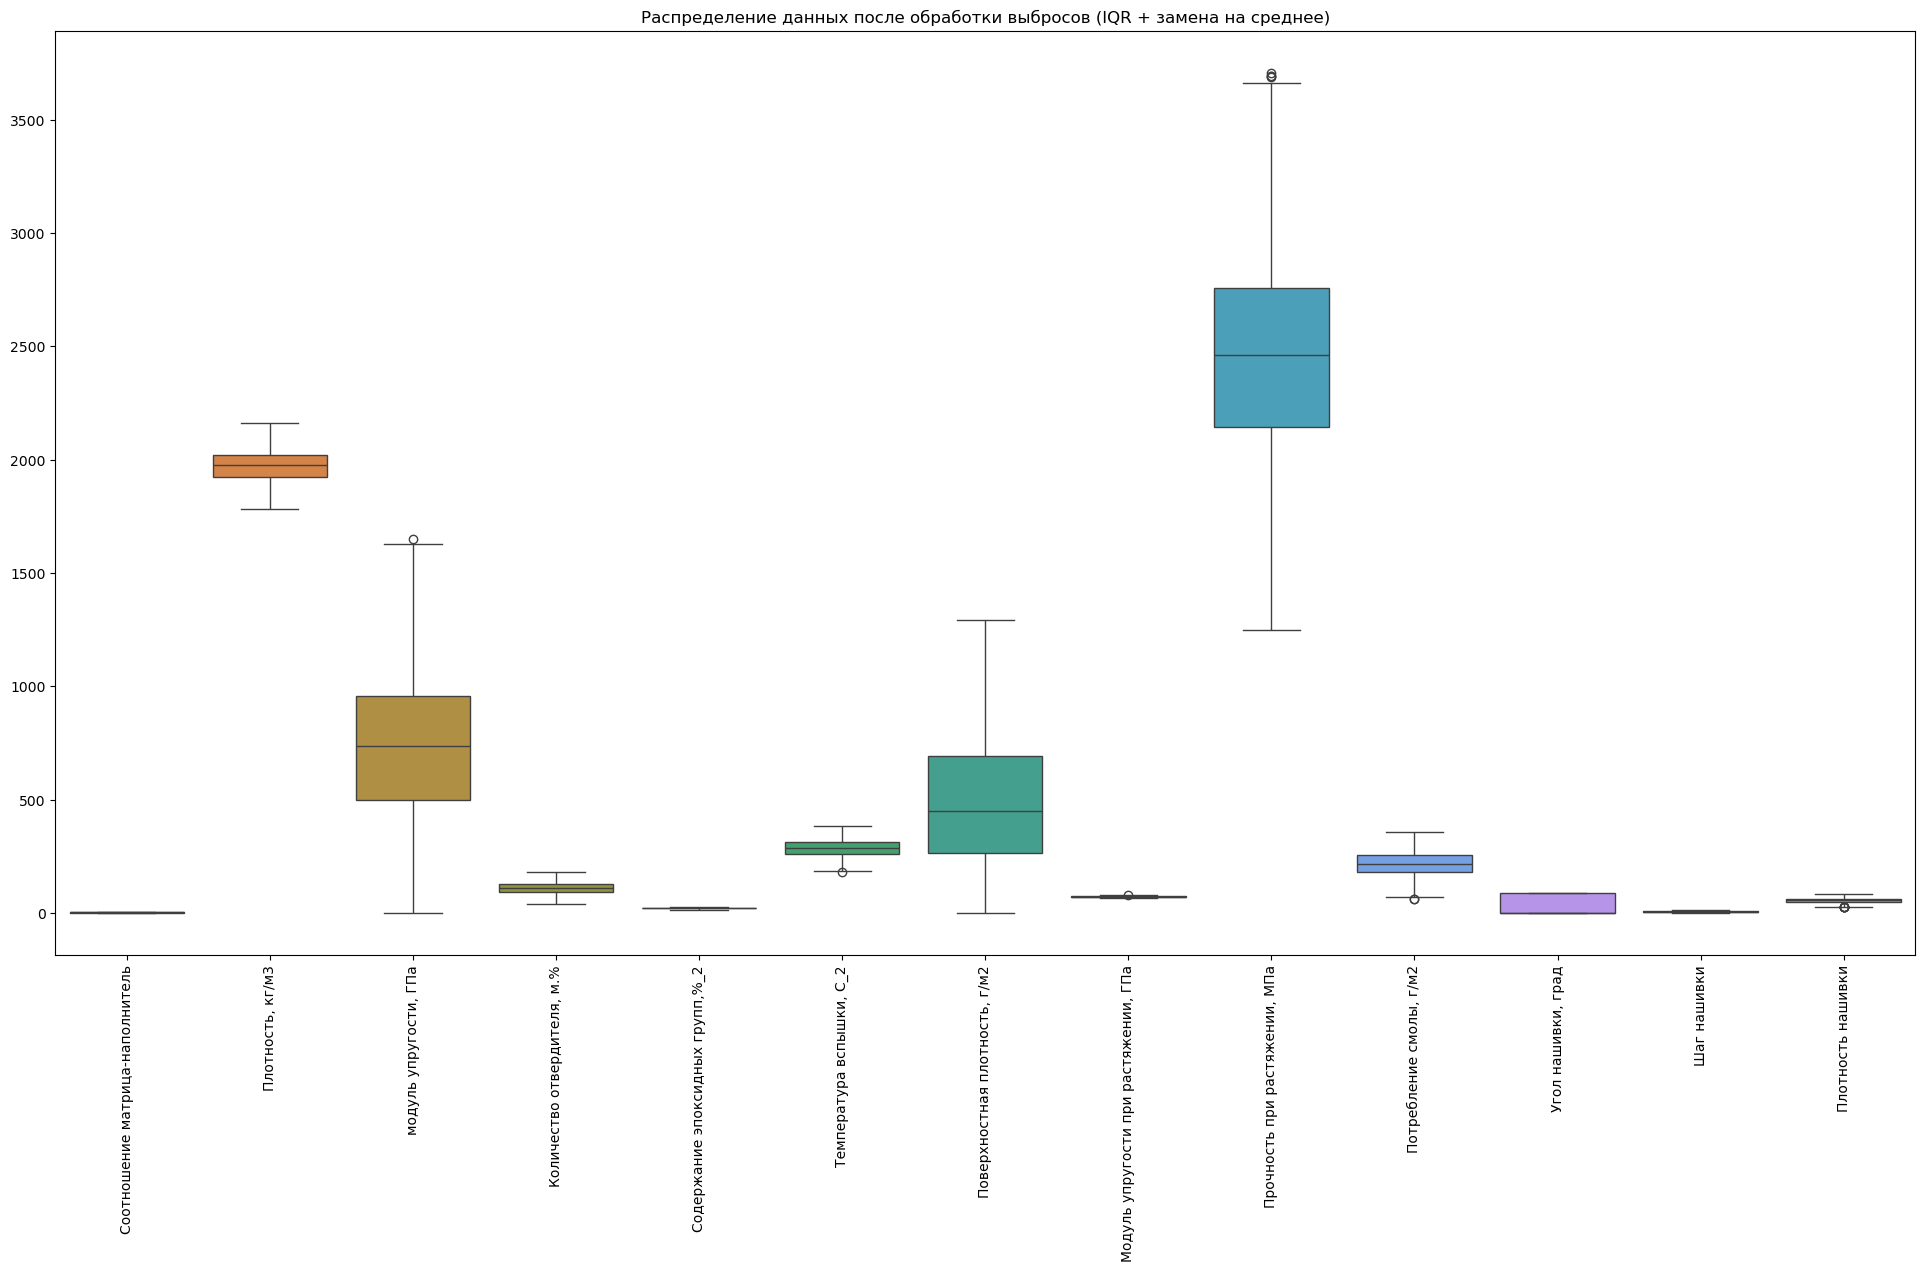 Распределение данных после обработки выбросов (IQR + замена на среднее)
3500
3000
2500
2000
1500
1000
500
0
Соотношение матрица-наполнитель
Плотность, кг/м3
модуль упругости, ГПа
Количество отвердителя, м.%
Содержание эпоксидных групп,%_2
Температура вспышки, С_2
Поверхностная плотность, г/м2
Модуль упругости при растяжении, ГПа
Прочность при растяжении, МПа
Потребление смолы, г/м2
Угол нашивки, град
Шаг нашивки
Плотность нашивки